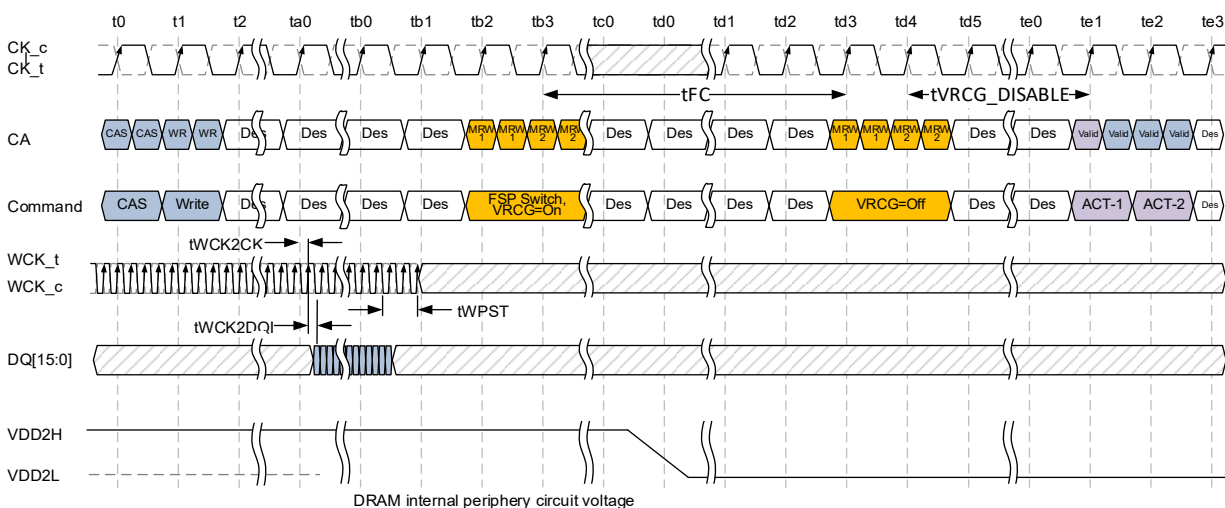 t0 t1 t2 ta0 ta1 tb0 tb1 tb2 tb3 tc0 td0 td1 td2 td3 td4 td5 te0 te1 te2 te3
CK_c
CK_t
tFC tVRCG_DISABLE
CA CAS CAS WR WR Des Des Des Des MRW 1 MRW 1 MRW 2 MRW 2 Des Des Des Des MRW 1 MRW 1 MRW 2 MRW 2 Des Des Valid Valid Valid Valid Des
Command CAS Write Des Des Des Des FSP Switch, VRCG=On Des Des Des Des VRCG=Off Des Des ACT-1 ACT-2 Des
tWCK2CK
WCK_t
WCK_c
tWPST
tWCK2DQI
DQ[15:0]
VDD2H
VDD2L
DRAM internal periphery circuit voltage